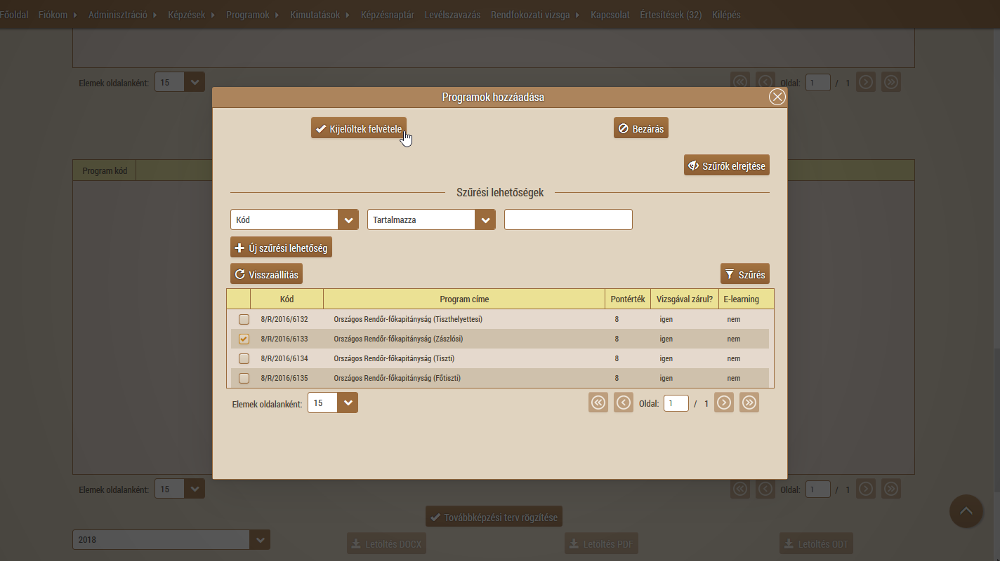 Főoldal Fiókom Adminisztráció Képzések Programok Kimutatások Képzésnaptár Levélszavazás Rendfokozati vizsga Kapcsolat Értesítések (32) Kilépés
Elemek oldalanként: 15 Oldal: 1 / 1
Programok hozzáadása
Kijelöltek felvétele Bezárás
Szűrők elrejtése
Program kód
Szűrési lehetőségek
Kód Tartalmazza
Új szűrési lehetőség
Visszaállítás Szűrés
Kód Program címe Pontérték Vizsgával zárul? E-learning
8/R/2016/6132 Országos Rendőr-főkapitányság (Tiszthelyettesi) 8 igen nem
8/R/2016/6133 Országos Rendőr-főkapitányság (Zászlósi) 8 igen nem
8/R/2016/6134 Országos Rendőr-főkapitányság (Tiszti) 8 igen nem
8/R/2016/6135 Országos Rendőr-főkapitányság (Főtiszti) 8 igen nem
Elemek oldalanként: 15 Oldal: 1 / 1
Elemek oldalanként: 15 Oldal: 1 / 1
Továbbképzési terv rögzítése
2018 Letöltés DOCX Letöltés PDF Letöltés ODT